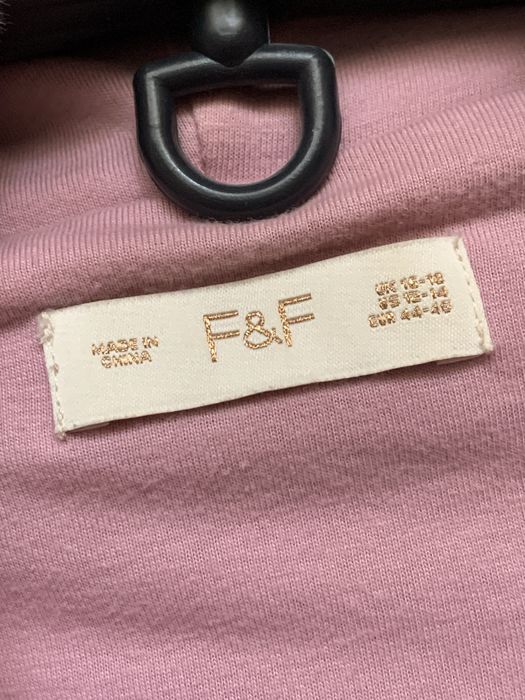 MADE IN
CHINA
F&F
UK 16-18
US 12-14
EUR 44-46